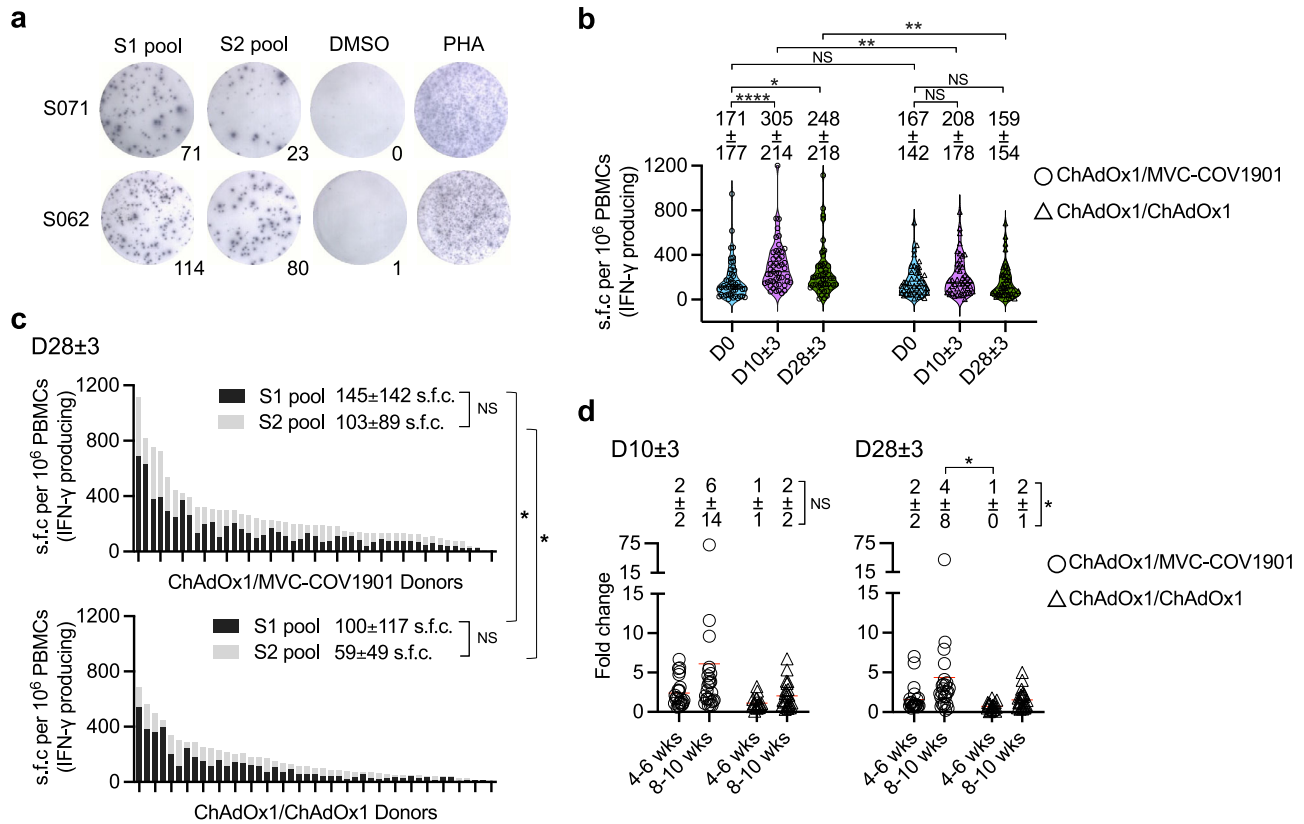 a
S1 pool S2 pool DMSO PHA
S071
71 23 0
S062
114 80 1
b
**
**
NS
* NS
**** NS
171 305 248 167 208 159
± ± ± ± ± ±
177 214 218 142 178 154
s.f.c per 10⁶ PBMCs
(IFN-γ producing)
1200
800
400
0
D0 D10±3 D28±3 D0 D10±3 D28±3
ChAdOx1/MVC-COV1901
ChAdOx1/ChAdOx1
c
D28±3
s.f.c per 10⁶ PBMCs
(IFN-γ producing)
1200
800
400
0
S1 pool 145±142 s.f.c.
S2 pool 103±89 s.f.c.
NS
ChAdOx1/MVC-COV1901 Donors
*
*
s.f.c per 10⁶ PBMCs
(IFN-γ producing)
1200
800
400
0
S1 pool 100±117 s.f.c.
S2 pool 59±49 s.f.c.
NS
ChAdOx1/ChAdOx1 Donors
d
D10±3
2 6 1 2
± ± ± ±
2 14 1 2
NS
Fold change
75
15
15
10
5
0
4-6 wks 8-10 wks 4-6 wks 8-10 wks
D28±3
*
2 4 1 2
± ± ± ±
2 8 0 1
*
75
15
15
10
5
0
4-6 wks 8-10 wks 4-6 wks 8-10 wks
ChAdOx1/MVC-COV1901
ChAdOx1/ChAdOx1